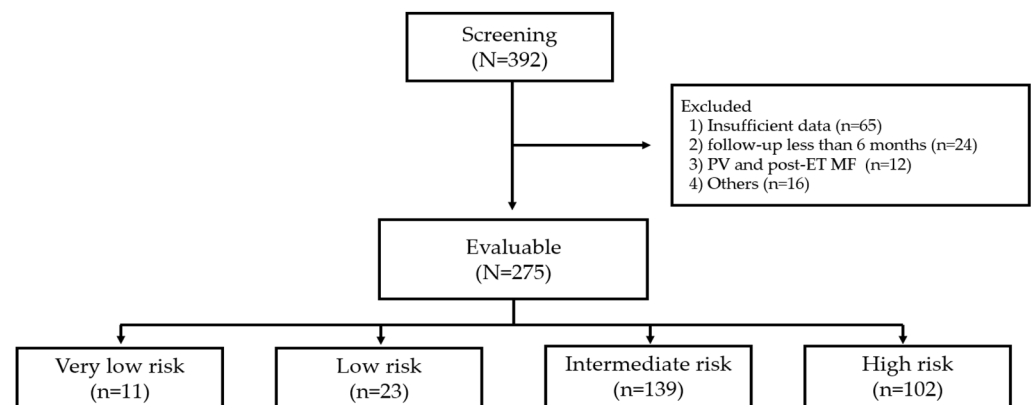 Screening
(N=392)
Excluded
1) Insufficient data (n=65)
2) follow-up less than 6 months (n=24)
3) PV and post-ET MF (n=12)
4) Others (n=16)
Evaluable
(N=275)
Very low risk
(n=11)
Low risk
(n=23)
Intermediate risk
(n=139)
High risk
(n=102)